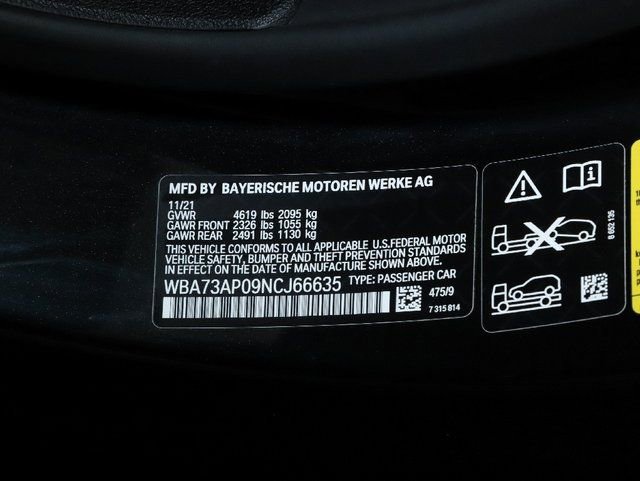 MFD BY BAYERISCHE MOTOREN WERKE AG
11/21
GVWR 4619 lbs 2095 kg
GAWR FRONT 2326 lbs 1055 kg
GAWR REAR 2491 lbs 1130 kg
THIS VEHICLE CONFORMS TO ALL APPLICABLE U.S.FEDERAL MOTOR
VEHICLE SAFETY, BUMPER AND THEFT PREVENTION STANDARDS
IN EFFECT ON THE DATE OF MANUFACTURE SHOWN ABOVE.
WBA73AP09NCJ66635 TYPE: PASSENGER CAR
475/9
7 315 814
8 652 135